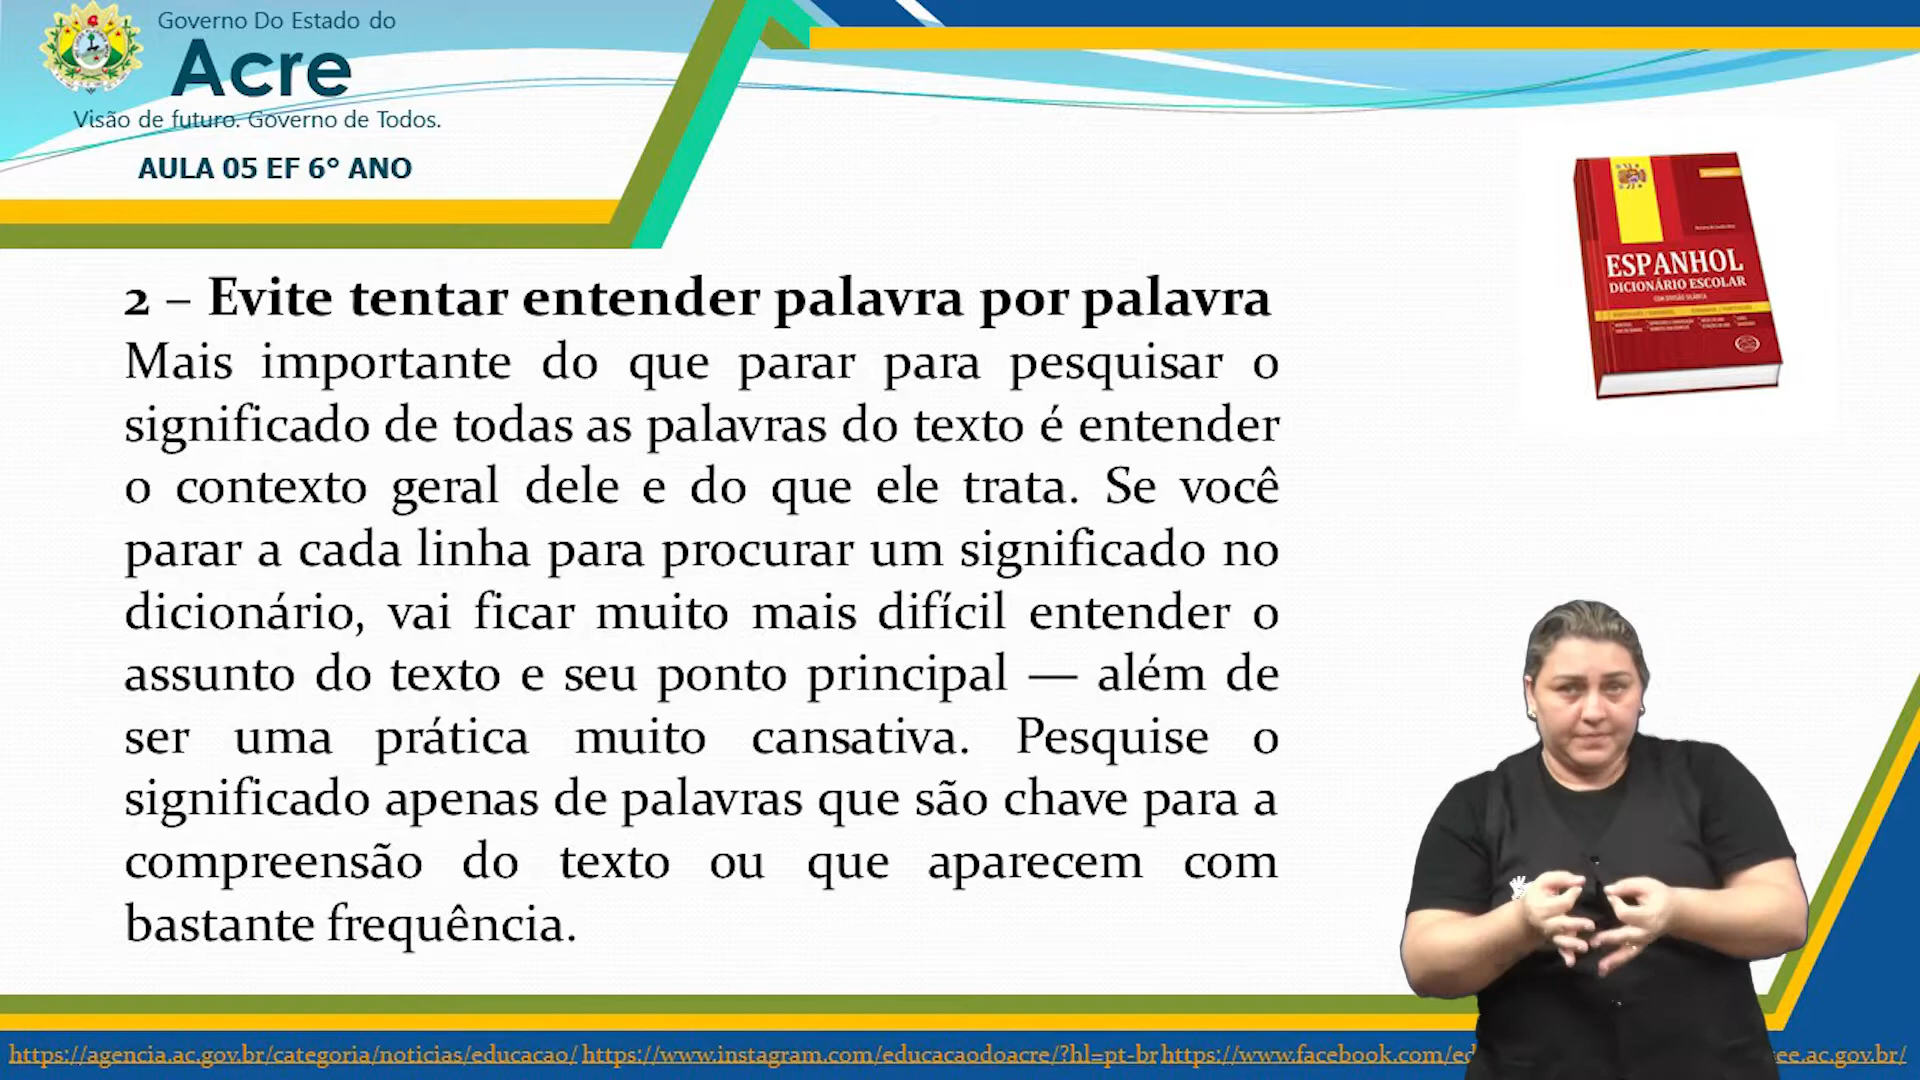 Governo Do Estado do
Acre
Visão de futuro. Governo de Todos.
AULA 05 EF 6° ANO
ESPANHOL
DICIONÁRIO ESCOLAR
2 – Evite tentar entender palavra por palavra
Mais importante do que parar para pesquisar o
significado de todas as palavras do texto é entender
o contexto geral dele e do que ele trata. Se você
parar a cada linha para procurar um significado no
dicionário, vai ficar muito mais difícil entender o
assunto do texto e seu ponto principal — além de
ser uma prática muito cansativa. Pesquise o
significado apenas de palavras que são chave para a
compreensão do texto ou que aparecem com
bastante frequência.
https://agencia.ac.gov.br/categoria/noticias/educacao/ https://www.instagram.com/educacaodoacre/?hl=pt-br https://www.facebook.com/ed ee.ac.gov.br/